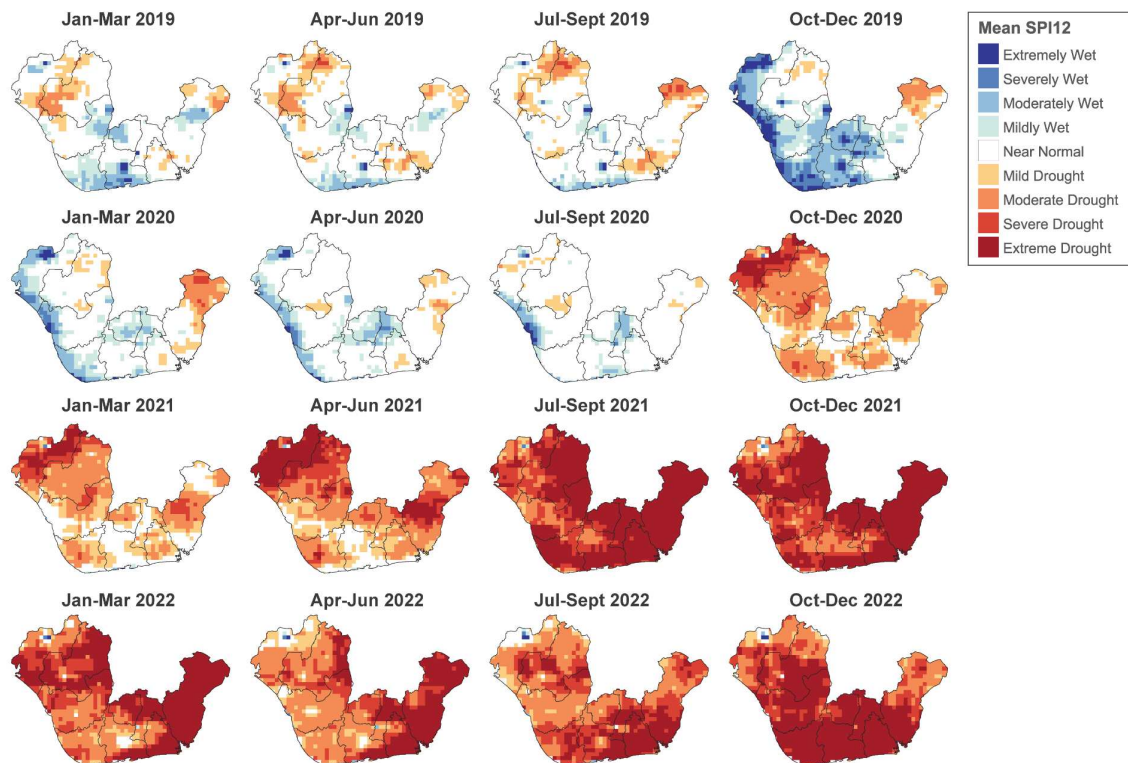 Jan-Mar 2019
Apr-Jun 2019
Jul-Sept 2019
Oct-Dec 2019
Mean SPI12
Extremely Wet
Severely Wet
Moderately Wet
Mildly Wet
Near Normal
Mild Drought
Moderate Drought
Severe Drought
Extreme Drought
Jan-Mar 2020
Apr-Jun 2020
Jul-Sept 2020
Oct-Dec 2020
Jan-Mar 2021
Apr-Jun 2021
Jul-Sept 2021
Oct-Dec 2021
Jan-Mar 2022
Apr-Jun 2022
Jul-Sept 2022
Oct-Dec 2022